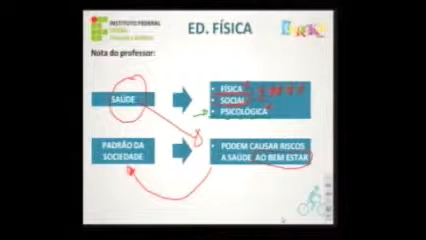 INSTITUTO FEDERAL
ED. FÍSICA
Nota do professor:
SAÚDE
• FÍSICA
• SOCIAL
• PSICOLÓGICA
PADRÃO DA
SOCIEDADE
• PODEM CAUSAR RISCOS
A SAÚDE AO BEM ESTAR